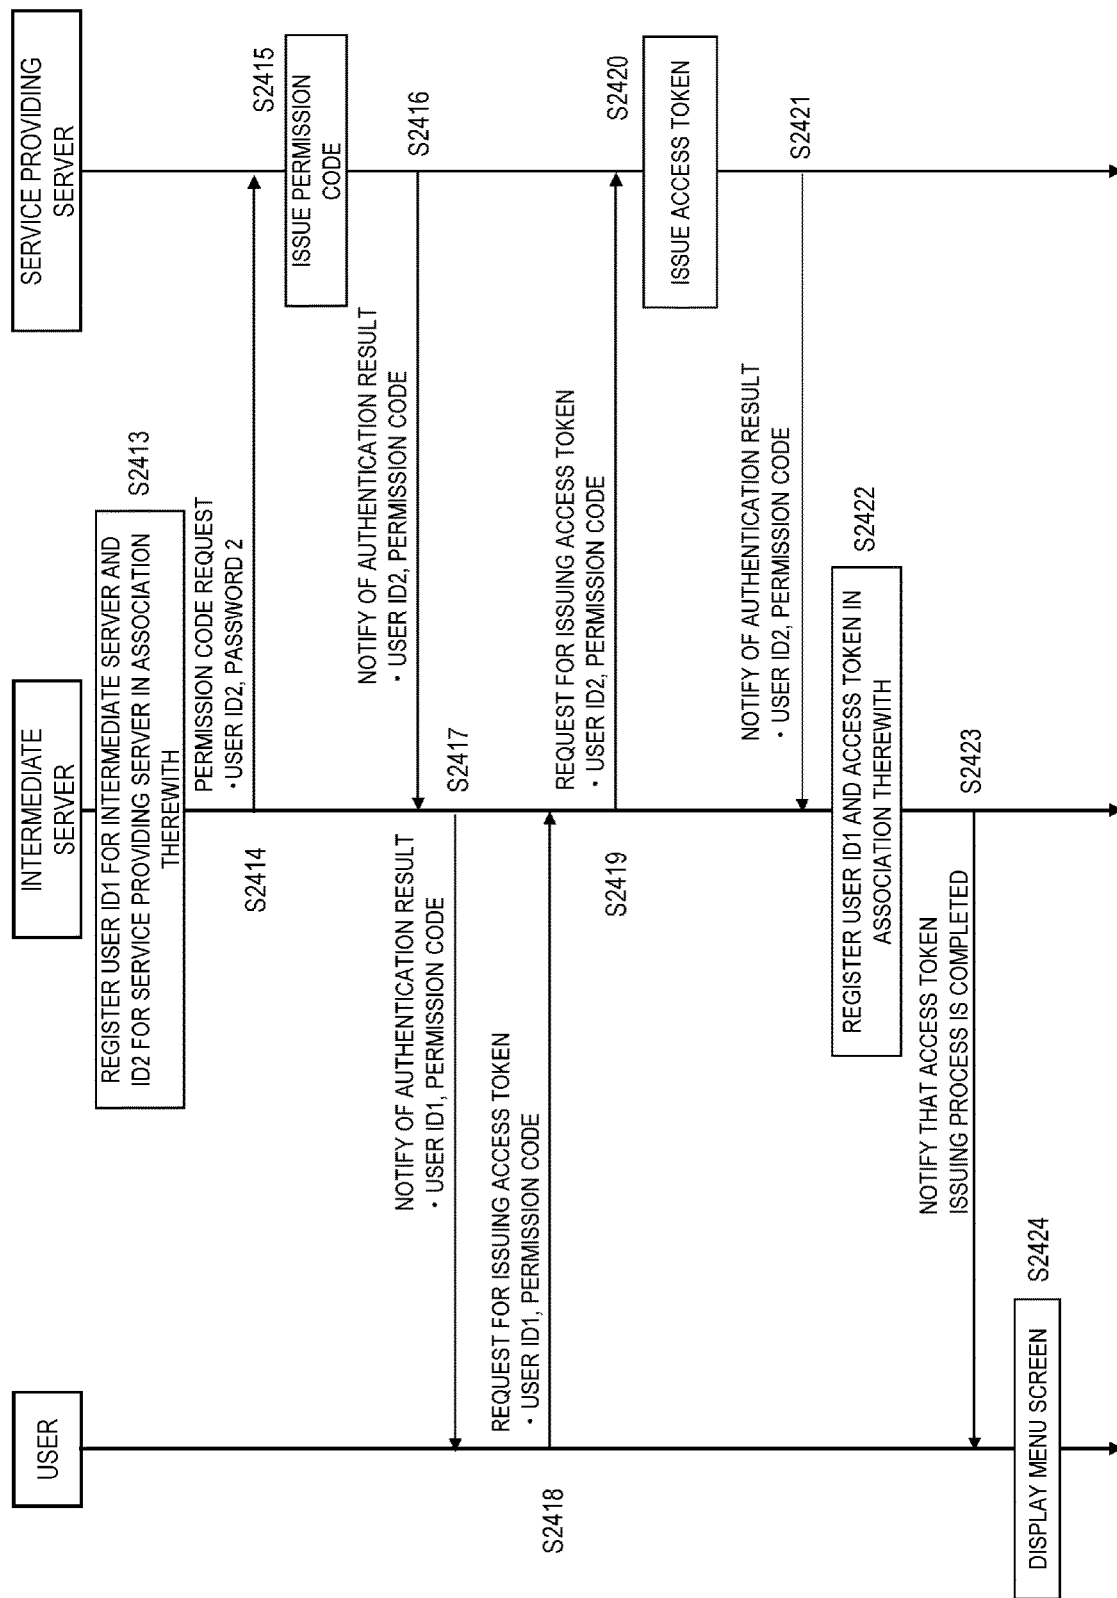 USER
INTERMEDIATE
SERVER
SERVICE PROVIDING
SERVER
REGISTER USER ID1 FOR INTERMEDIATE SERVER AND
ID2 FOR SERVICE PROVIDING SERVER IN ASSOCIATION
THEREWITH
S2413
PERMISSION CODE REQUEST
・USER ID2, PASSWORD 2
S2414
S2415
ISSUE PERMISSION
CODE
NOTIFY OF AUTHENTICATION RESULT
・USER ID2, PERMISSION CODE
S2416
S2417
NOTIFY OF AUTHENTICATION RESULT
・USER ID1, PERMISSION CODE
REQUEST FOR ISSUING ACCESS TOKEN
・USER ID1, PERMISSION CODE
S2418
REQUEST FOR ISSUING ACCESS TOKEN
・USER ID2, PERMISSION CODE
S2419
S2420
ISSUE ACCESS TOKEN
NOTIFY OF AUTHENTICATION RESULT
・USER ID2, PERMISSION CODE
S2421
REGISTER USER ID1 AND ACCESS TOKEN IN
ASSOCIATION THEREWITH
S2422
NOTIFY THAT ACCESS TOKEN
ISSUING PROCESS IS COMPLETED
S2423
DISPLAY MENU SCREEN
S2424